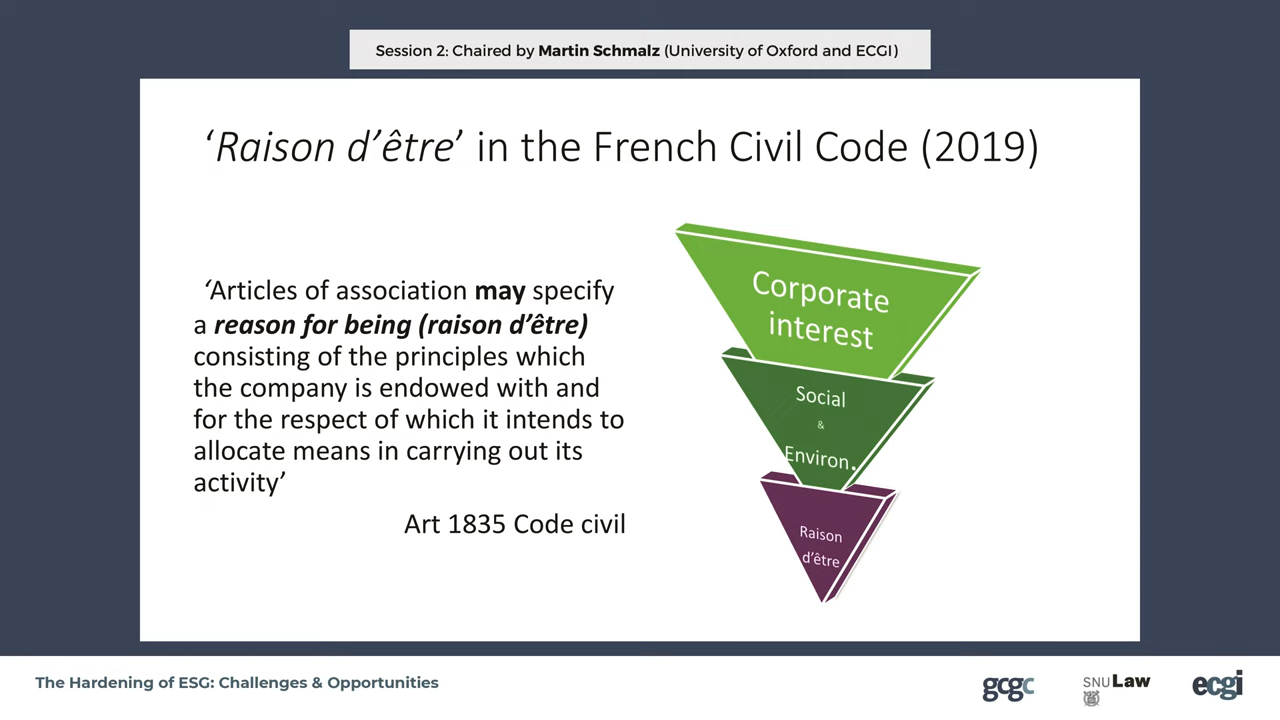 Session 2: Chaired by Martin Schmalz (University of Oxford and ECGI)
‘Raison d’être’ in the French Civil Code (2019)
‘Articles of association may specify
a reason for being (raison d’être)
consisting of the principles which
the company is endowed with and
for the respect of which it intends to
allocate means in carrying out its
activity’
Art 1835 Code civil
Corporate
interest
Social
&
Environ.
Raison
d’être
The Hardening of ESG: Challenges & Opportunities
gcgc
SNU Law
ecgi